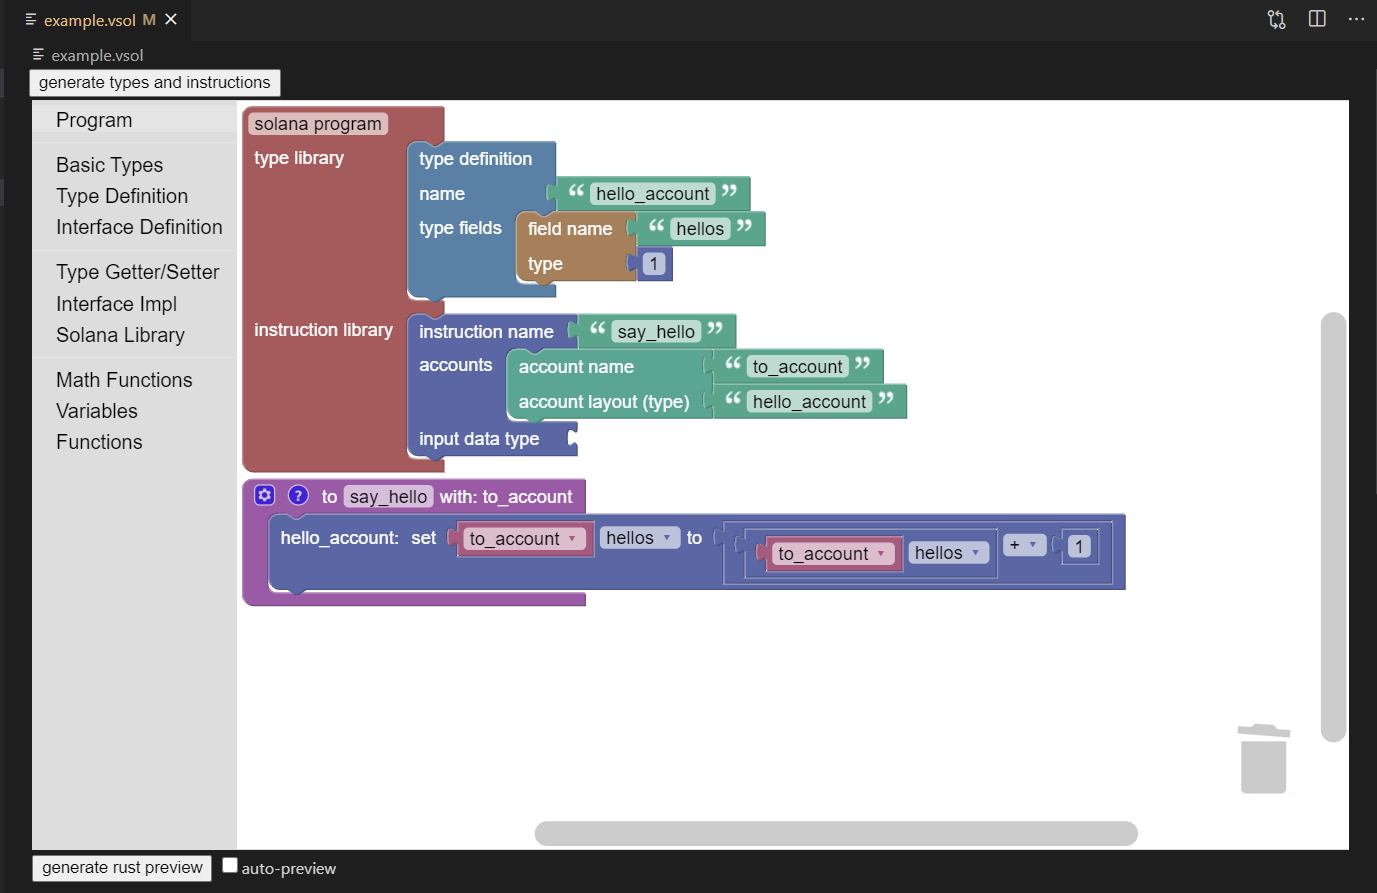 example.vsol M
example.vsol
generate types and instructions
Program
Basic Types
Type Definition
Interface Definition
Type Getter/Setter
Interface Impl
Solana Library
Math Functions
Variables
Functions
solana program
type library
type definition
name “ hello_account ”
type fields
field name “ hellos ”
type 1
instruction library
instruction name “ say_hello ”
accounts
account name “ to_account ”
account layout (type) “ hello_account ”
input data type
? to say_hello with: to_account
hello_account: set to_account hellos to to_account hellos + 1
generate rust preview auto-preview